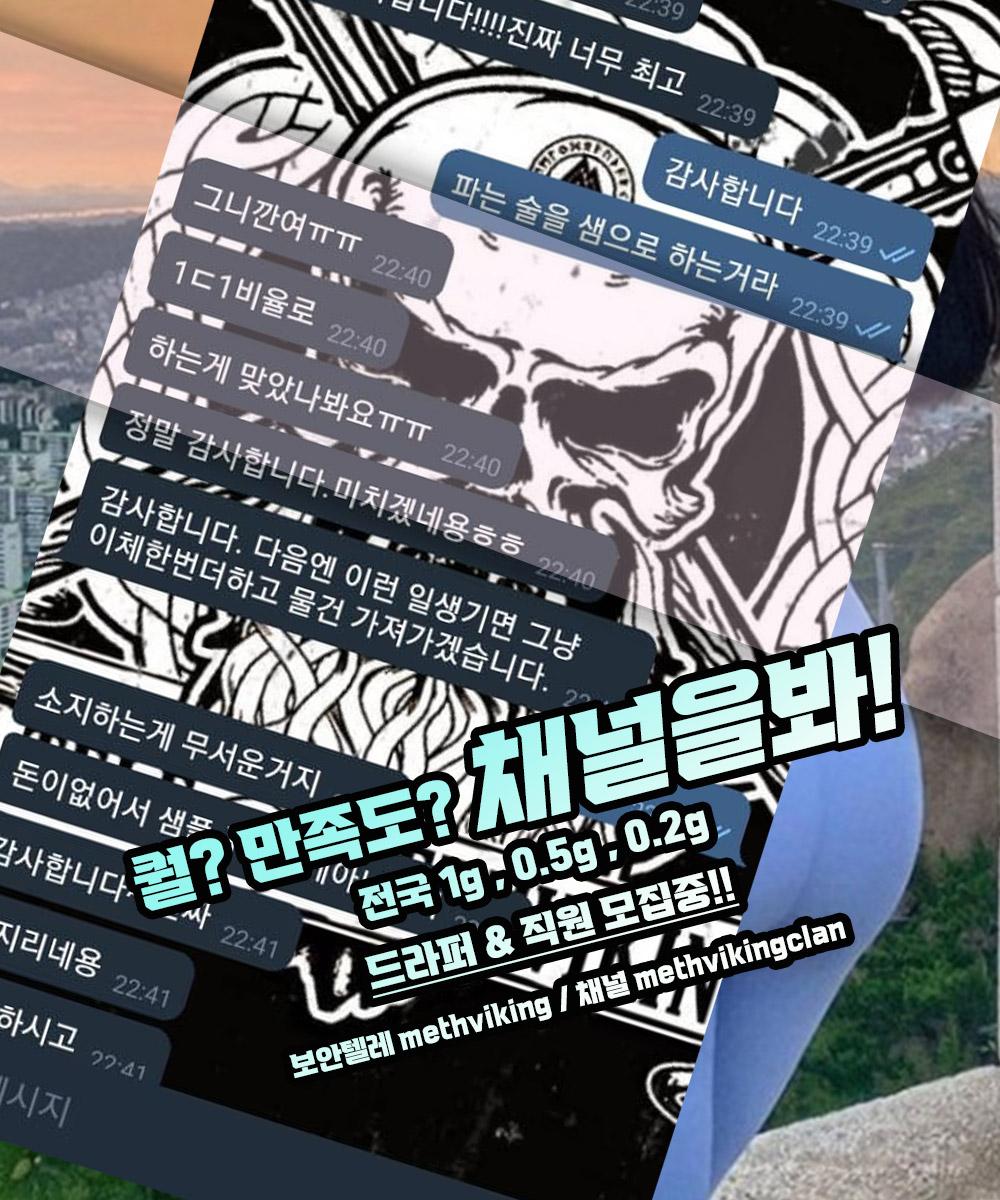 니다!!!!진짜 너무 최고 22:39
22:39
감사합니다 22:39
파는 술을 샘으로 하는거라 22:39
그니깐여ㅠㅠ 22:40
1ㄷ1비율로 22:40
하는게 맞았나봐요ㅠㅠ 22:40
정말 감사합니다.미치겠네용ㅎㅎ 22:40
감사합니다. 다음엔 이런 일생기면 그냥
이체한번더하고 물건 가져가겠습니다.
소지하는게 무서운거지
돈이없어서 샘플
감사합니다 22:41
지리네용 22:41
하시고 22:41
시지
퀄? 만족도? 채널을봐!
전국 1g , 0.5g , 0.2g
드라퍼 & 직원 모집중!!
보안텔레 methviking / 채널 methvikingclan